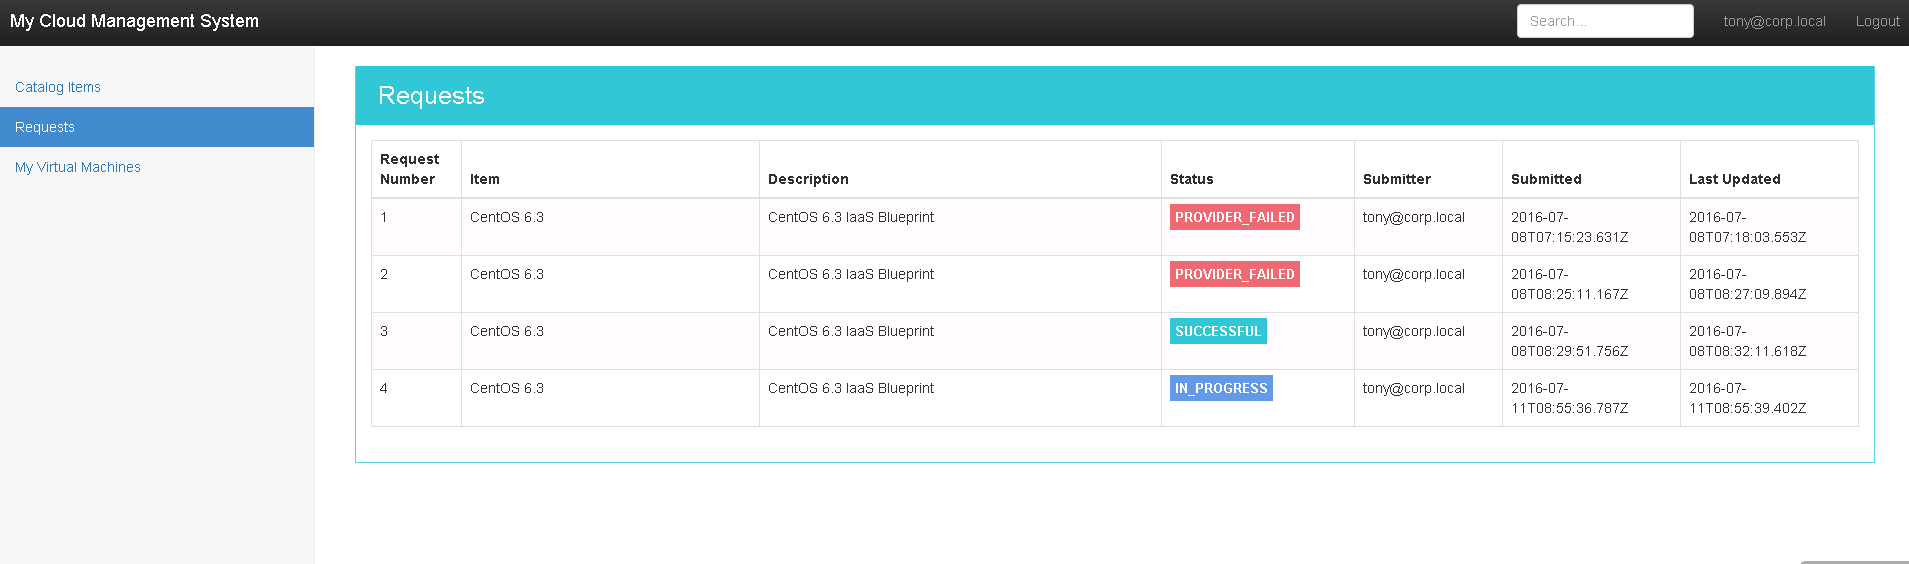 My Cloud Management System
Search...
tony@corp.local
Logout
Catalog Items
Requests
My Virtual Machines
Requests
Request
Number Item Description Status Submitter Submitted Last Updated
1 CentOS 6.3 CentOS 6.3 IaaS Blueprint PROVIDER_FAILED tony@corp.local 2016-07- 2016-07-
08T07:15:23.631Z 08T07:18:03.553Z
2 CentOS 6.3 CentOS 6.3 IaaS Blueprint PROVIDER_FAILED tony@corp.local 2016-07- 2016-07-
08T08:25:11.167Z 08T08:27:09.894Z
3 CentOS 6.3 CentOS 6.3 IaaS Blueprint SUCCESSFUL tony@corp.local 2016-07- 2016-07-
08T08:29:51.756Z 08T08:32:11.618Z
4 CentOS 6.3 CentOS 6.3 IaaS Blueprint IN_PROGRESS tony@corp.local 2016-07- 2016-07-
11T08:55:36.787Z 11T08:55:39.402Z